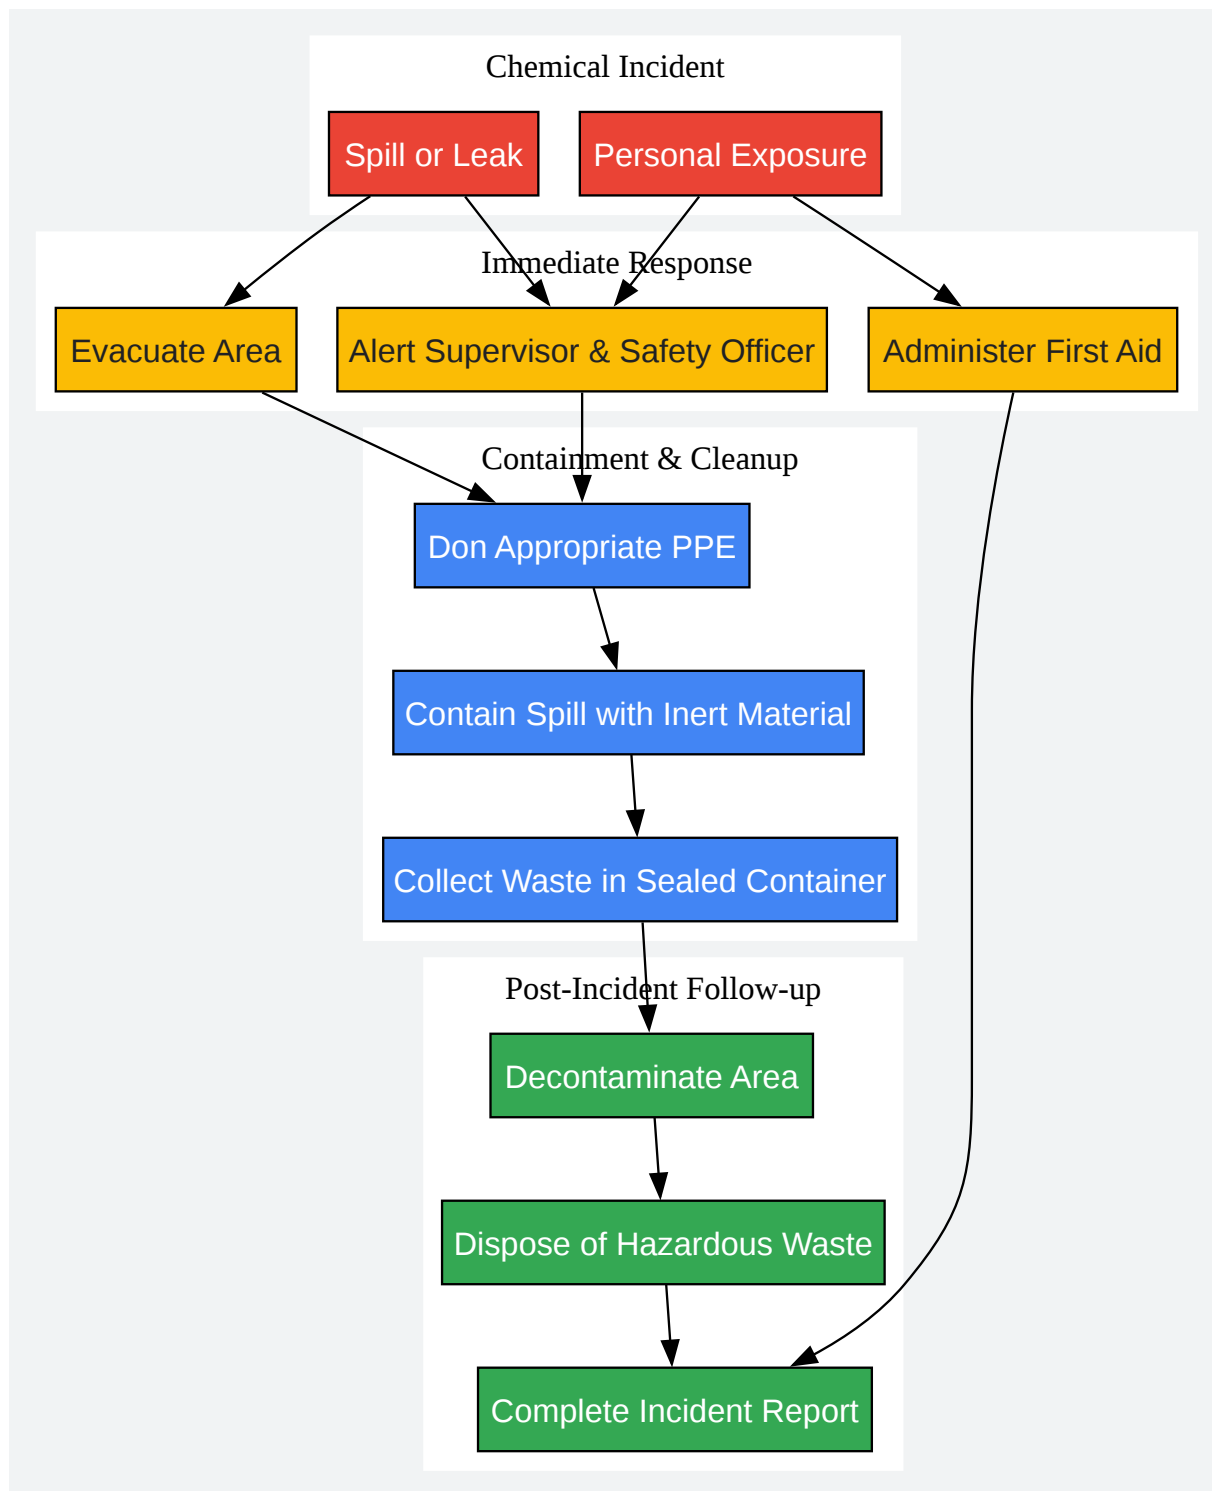 Chemical Incident
Spill or Leak
Personal Exposure
Immediate Response
Evacuate Area
Alert Supervisor & Safety Officer
Administer First Aid
Containment & Cleanup
Don Appropriate PPE
Contain Spill with Inert Material
Collect Waste in Sealed Container
Post-Incident Follow-up
Decontaminate Area
Dispose of Hazardous Waste
Complete Incident Report